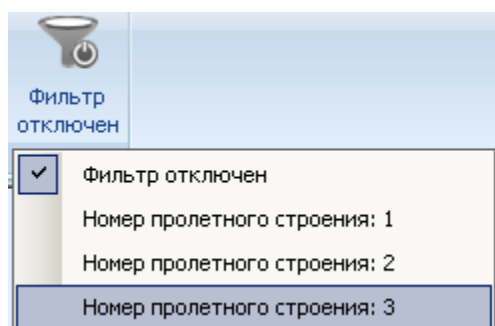 Фильтр
отключен
Фильтр отключен
Номер пролетного строения: 1
Номер пролетного строения: 2
Номер пролетного строения: 3